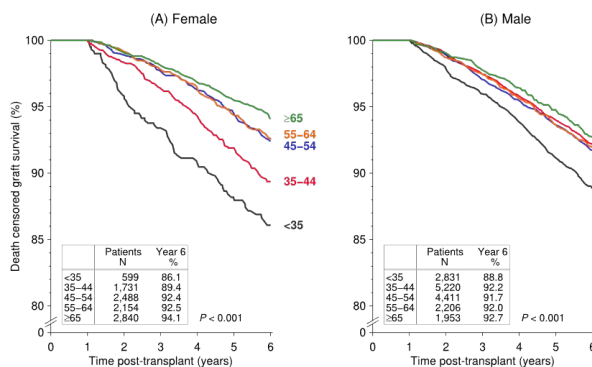 (A) Female
(B) Male
Death censored graft survival (%)
100
95
90
85
80
0
≥65
55–64
45–54
35–44
<35
Patients Year 6
N %
<35 599 86.1
35–44 1,731 89.4
45–54 2,488 92.4
55–64 2,154 92.5
≥65 2,840 94.1
P < 0.001
0 1 2 3 4 5 6
Time post-transplant (years)
100
95
90
85
80
0
Patients Year 6
N %
<35 2,831 88.8
35–44 5,220 92.2
45–54 4,411 91.7
55–64 2,206 92.0
≥65 1,953 92.7
P < 0.001
0 1 2 3 4 5 6
Time post-transplant (years)